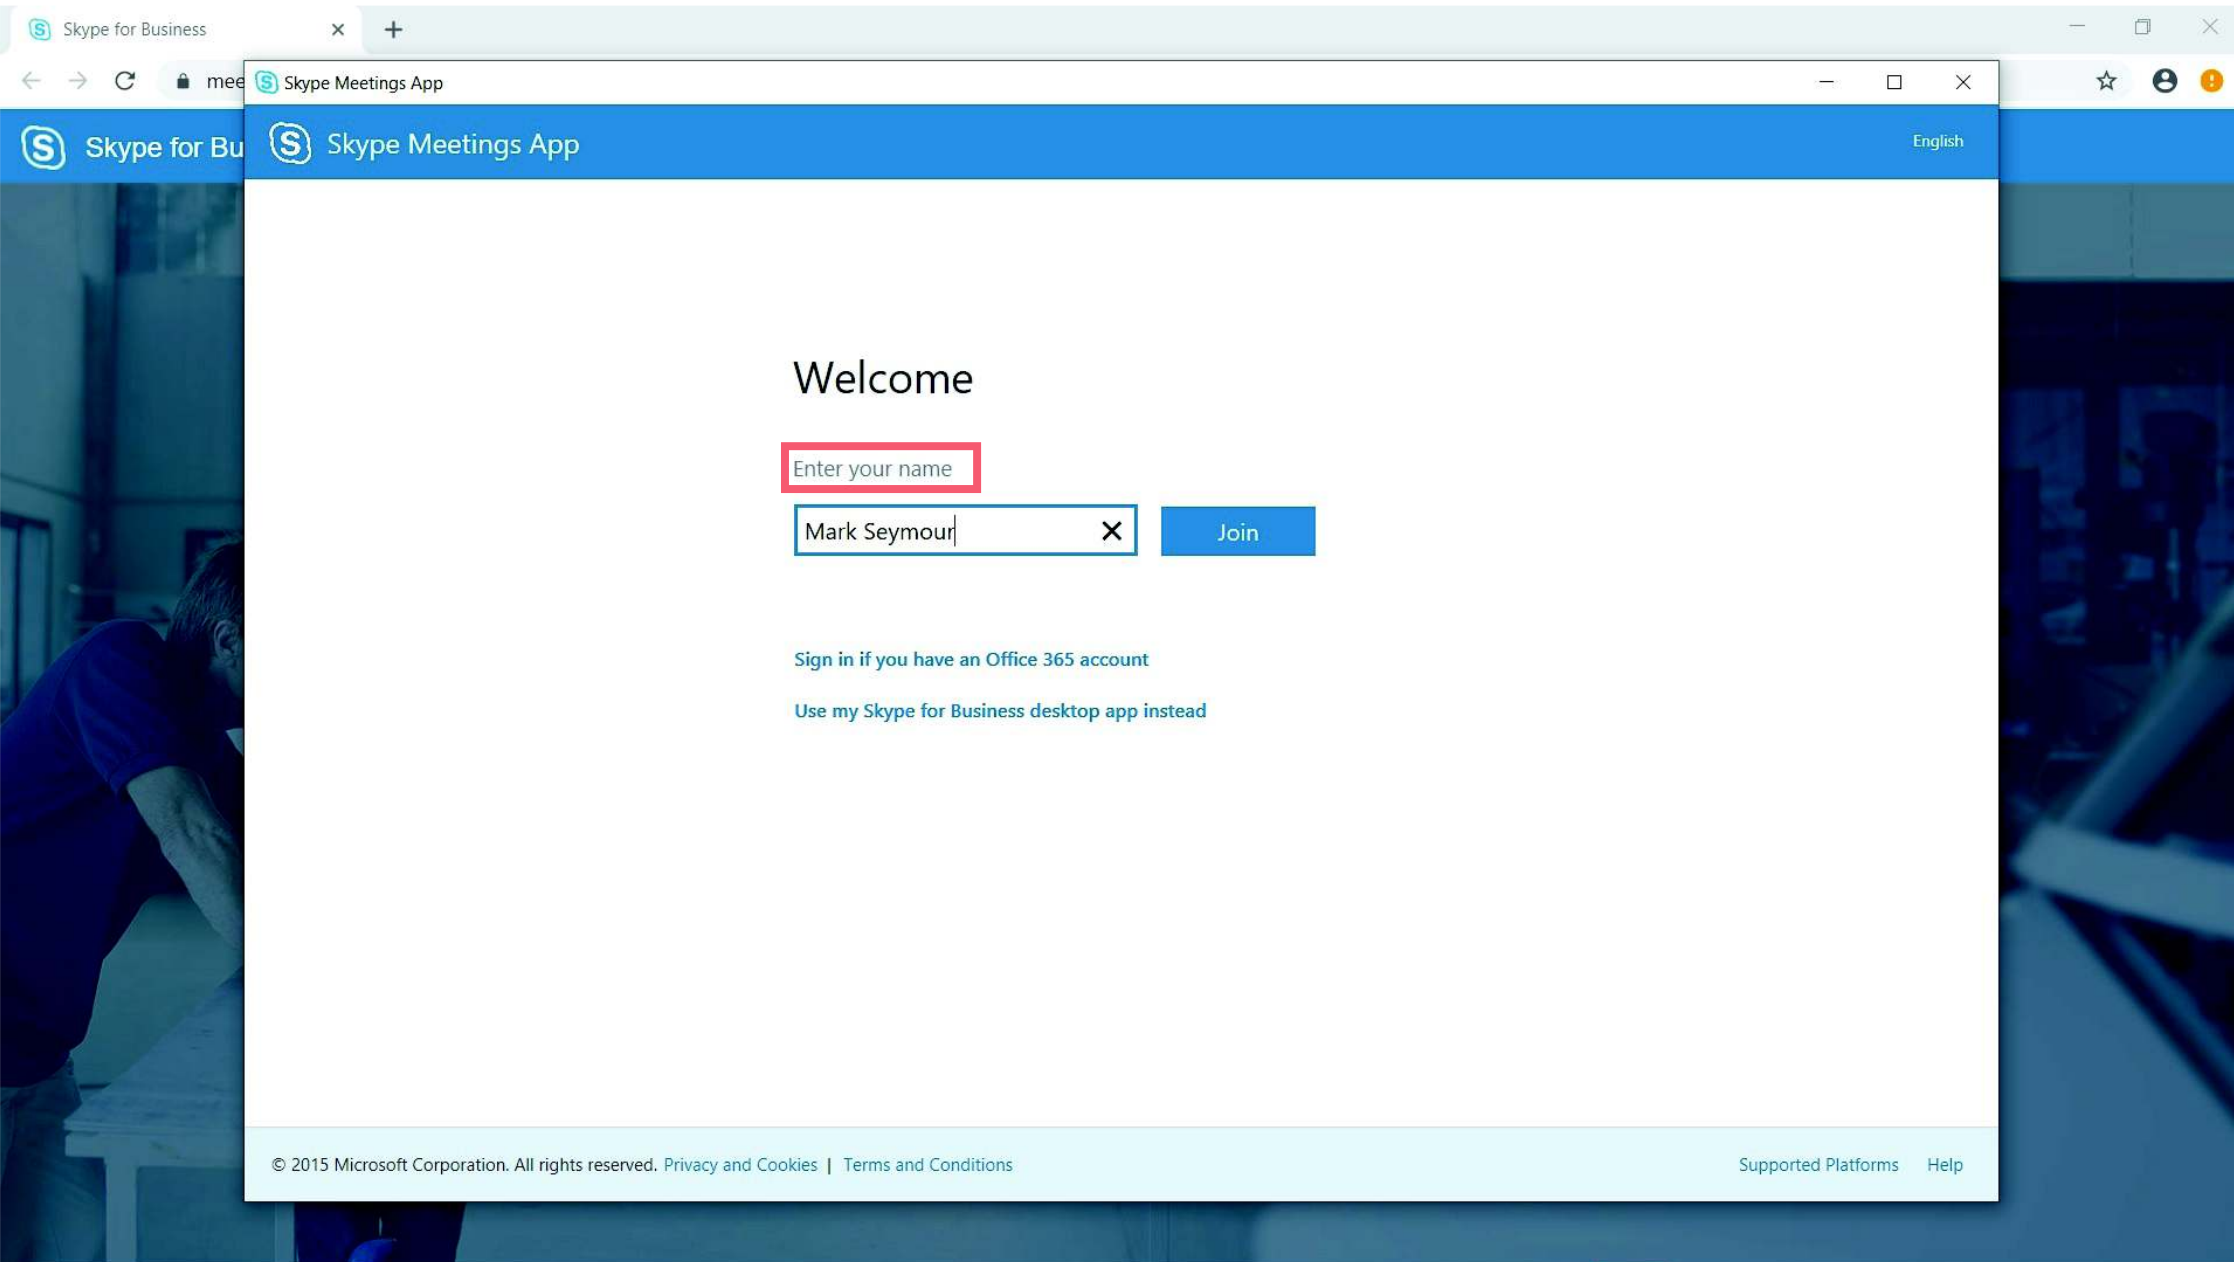 Skype for Business
mee
Skype Meetings App
Skype for Bu
Skype Meetings App
English
Welcome
Enter your name
Mark Seymour
Join
Sign in if you have an Office 365 account
Use my Skype for Business desktop app instead
© 2015 Microsoft Corporation. All rights reserved. Privacy and Cookies | Terms and Conditions
Supported Platforms Help